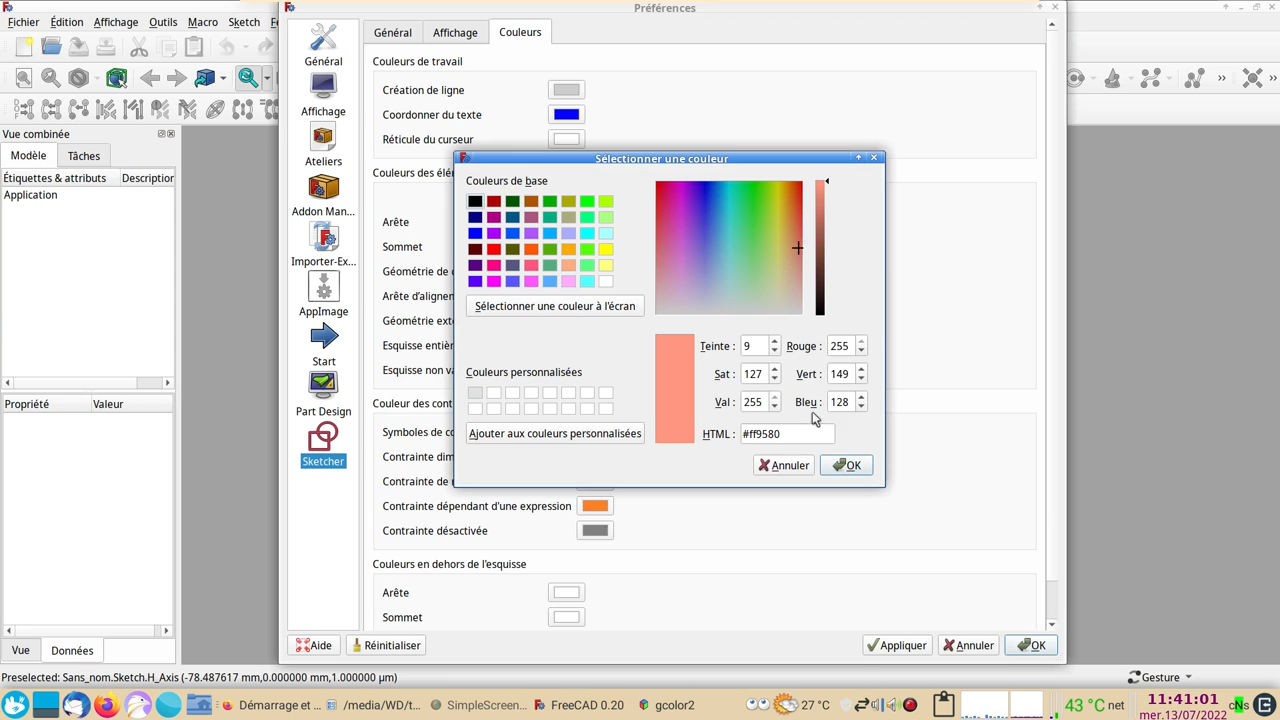 Préférences
Fichier Édition Affichage Outils Macro Sketch
Général Affichage Couleurs
Général
Affichage
Ateliers
Addon Man...
Importer-Ex...
AppImage
Start
Part Design
Sketcher
Couleurs de travail
Création de ligne
Coordonner du texte
Réticule du curseur
Couleurs des élé
Arête
Sommet
Géométrie de c
Arête d'alignen
Géométrie exte
Esquisse entièr
Esquisse non va
Couleur des cont
Symboles de co
Contrainte dim
Contrainte de r
Contrainte dépendant d'une expression
Contrainte désactivée
Couleurs en dehors de l'esquisse
Arête
Sommet
Vue combinée
Modèle Tâches
Étiquettes & attributs Description
Application
Propriété Valeur
Vue Données
Sélectionner une couleur
Couleurs de base
Sélectionner une couleur à l'écran
Couleurs personnalisées
Ajouter aux couleurs personnalisées
Teinte : 9 Rouge : 255
Sat : 127 Vert : 149
Val : 255 Bleu : 128
HTML : #ff9580
Annuler OK
Aide Réinitialiser Appliquer Annuler OK
Preselected: Sans_nom.Sketch.H_Axis (-78.487617 mm,0.000000 mm,1.000000 µm)
Gesture
Démarrage et ... /media/WD/t... SimpleScreen... FreeCAD 0.20 gcolor2
27 °C
43 °C net
11:41:01
mer.13/07/2022
cNs